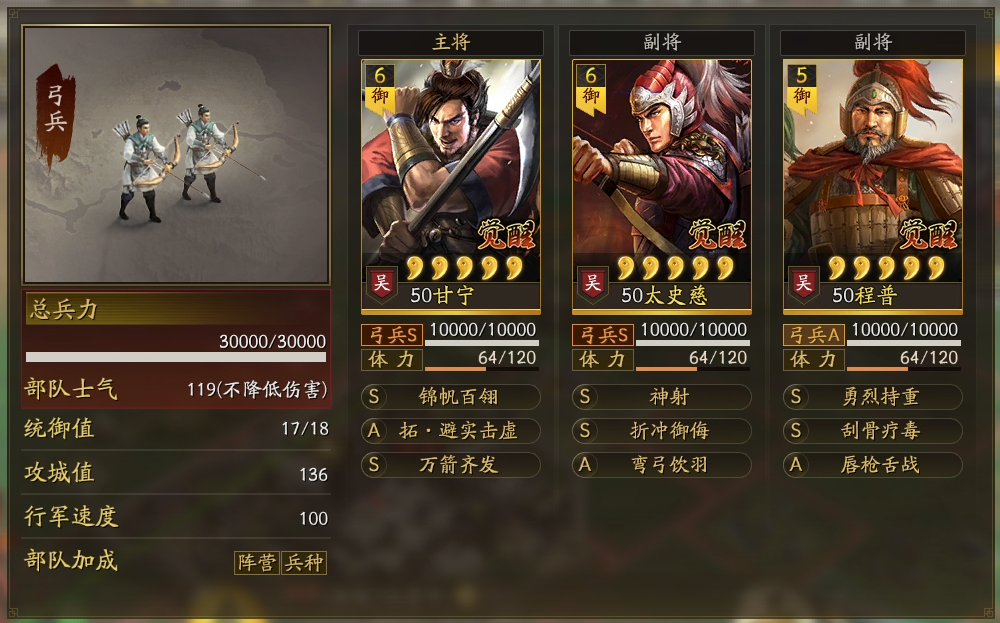 弓兵
总兵力
30000/30000
部队士气 119(不降低伤害)
统御值 17/18
攻城值 136
行军速度 100
部队加成 阵营 兵种
主将
6
御
觉醒
吴
50甘宁
弓兵S 10000/10000
体力 64/120
S 锦帆百翎
A 拓·避实击虚
S 万箭齐发
副将
6
御
觉醒
吴
50太史慈
弓兵S 10000/10000
体力 64/120
S 神射
S 折冲御侮
A 弯弓饮羽
副将
5
御
觉醒
吴
50程普
弓兵A 10000/10000
体力 64/120
S 勇烈持重
S 刮骨疗毒
A 唇枪舌战